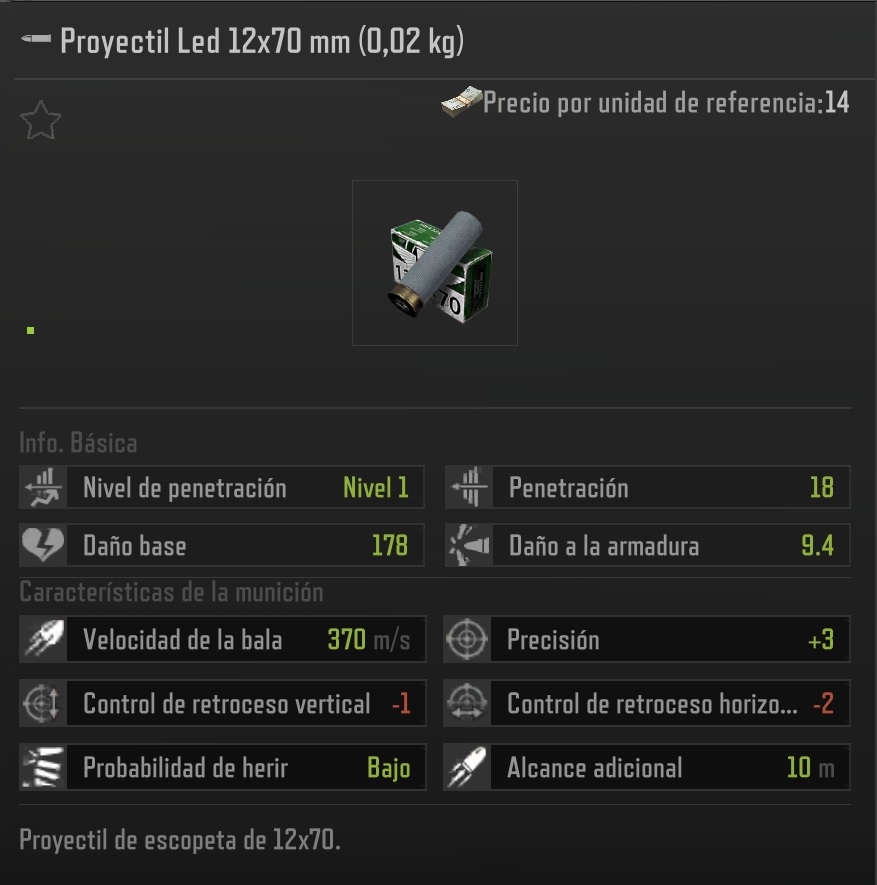 Proyectil Led 12x70 mm (0,02 kg)
Precio por unidad de referencia:14
70
Info. Básica
Nivel de penetración Nivel 1
Penetración 18
Daño base 178
Daño a la armadura 9.4
Características de la munición
Velocidad de la bala 370 m/s
Precisión +3
Control de retroceso vertical -1
Control de retroceso horizo... -2
Probabilidad de herir Bajo
Alcance adicional 10 m
Proyectil de escopeta de 12x70.